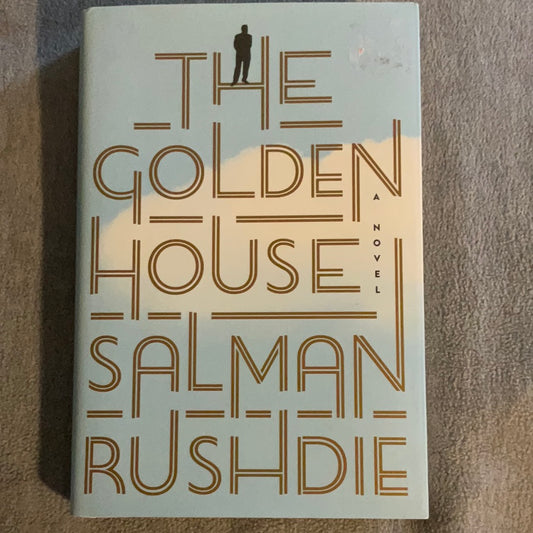 THE
GOLDEN
HOUSE
A NOVEL
SALMAN
RUSHDIE